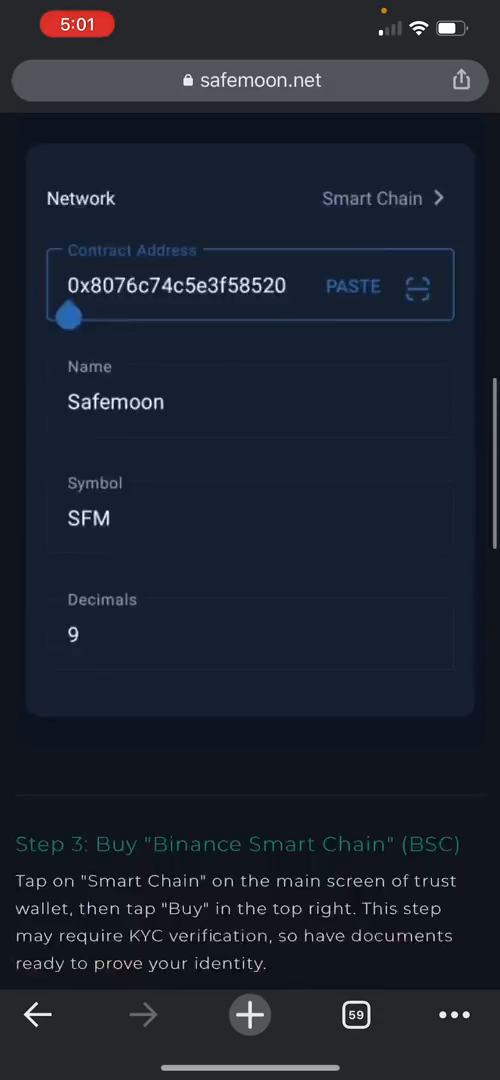 5:01
safemoon.net
Network
Smart Chain
Contract Address
0x8076c74c5e3f58520
PASTE
Name
Safemoon
Symbol
SFM
Decimals
9
Step 3: Buy "Binance Smart Chain" (BSC)
Tap on "Smart Chain" on the main screen of trust
wallet, then tap "Buy" in the top right. This step
may require KYC verification, so have documents
ready to prove your identity.
59